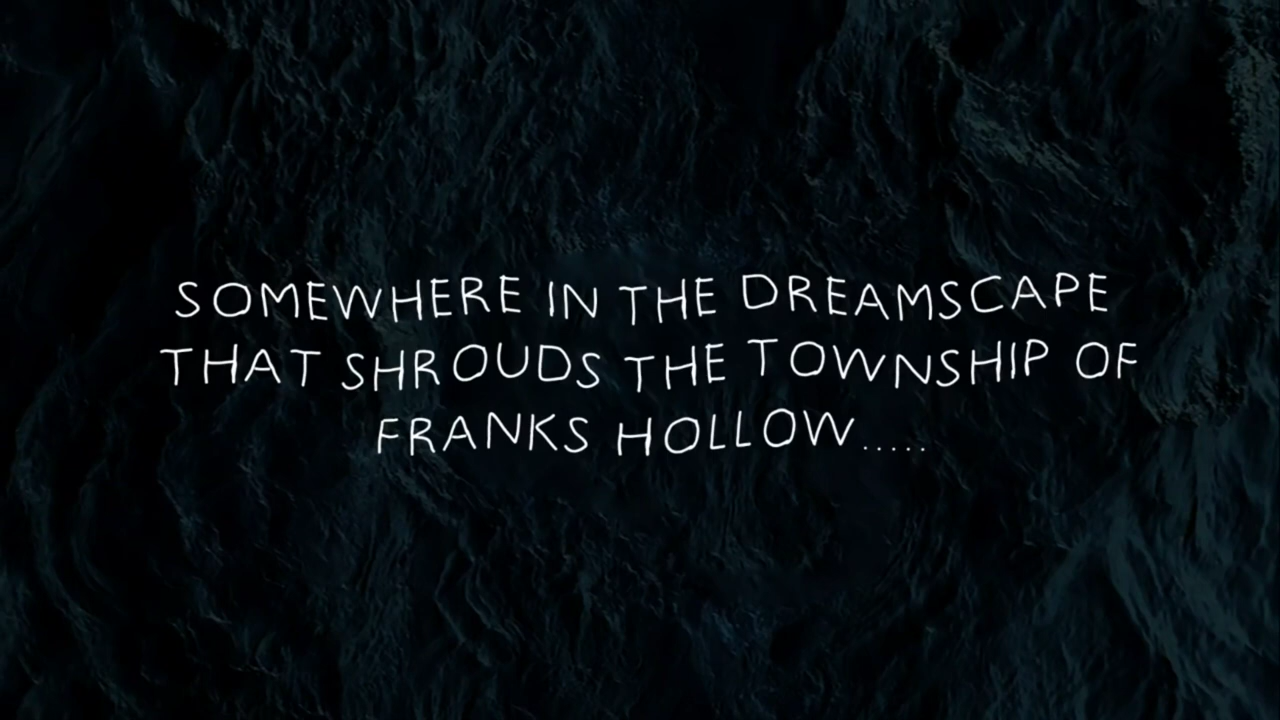 SOMEWHERE IN THE DREAMSCAPE
THAT SHROUDS THE TOWNSHIP OF
FRANKS HOLLOW.....